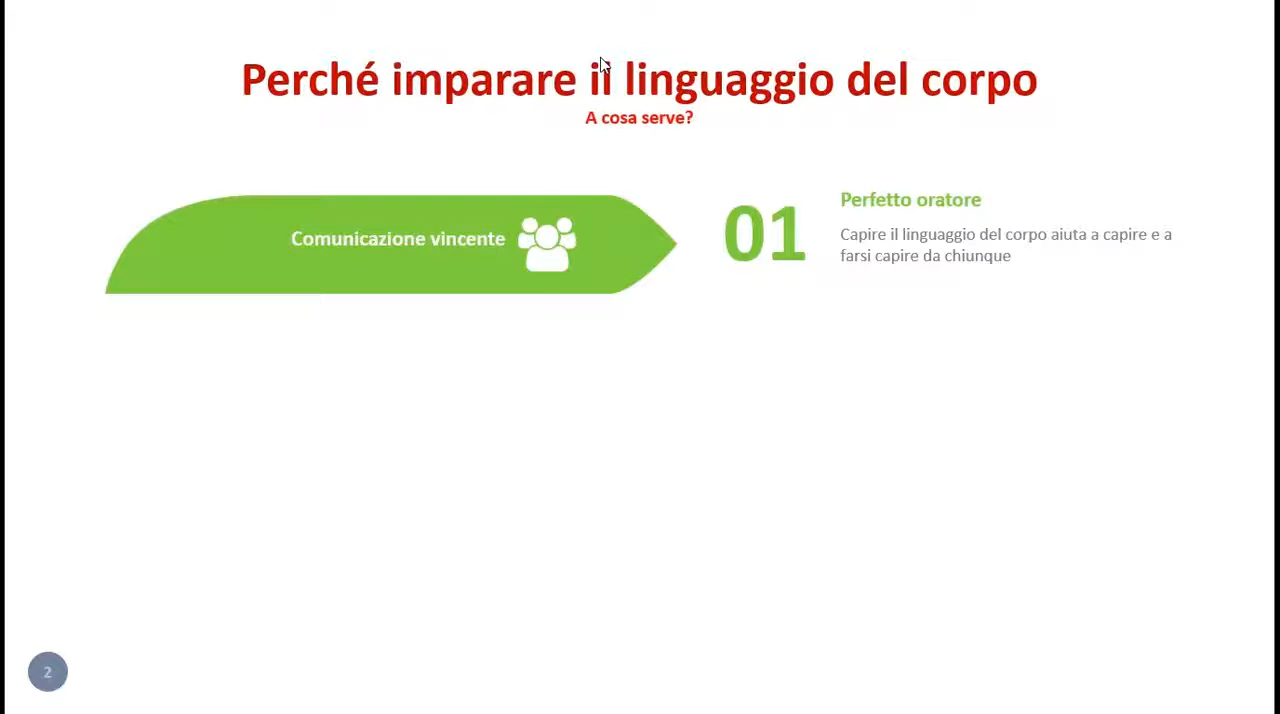 Perché imparare il linguaggio del corpo
A cosa serve?
Comunicazione vincente
01
Perfetto oratore
Capire il linguaggio del corpo aiuta a capire e a
farsi capire da chiunque
2